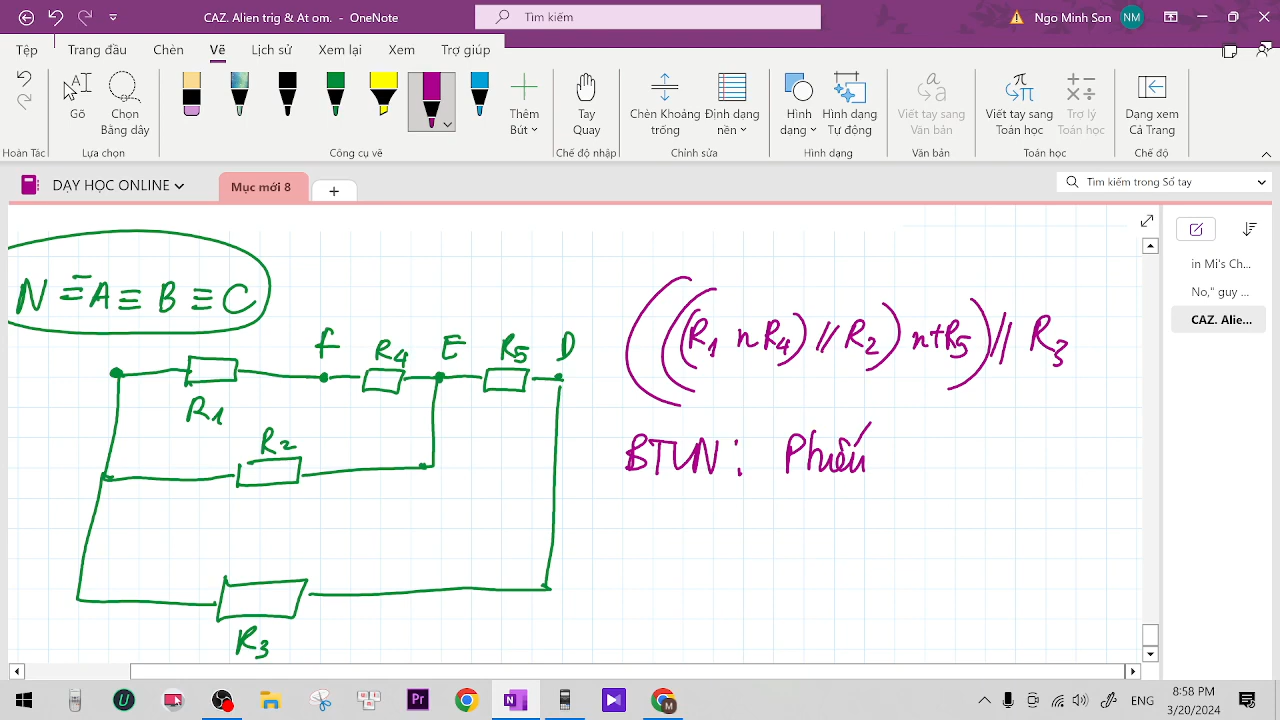 CAZ. Alien trg & Atom. - OneNote
Tìm kiếm
Ngo Minh Son
NM
Tệp
Trang đầu
Chèn
Vẽ
Lịch sử
Xem lại
Xem
Trợ giúp
Gõ
Chọn Bằng dây
Thêm Bút
Tay Quay
Chèn Khoảng trống
Định dạng nền
Hình dạng
Hình dạng Tự động
Viết tay sang Văn bản
Viết tay sang Toán học
Trợ lý Toán học
Dạng xem Cả Trang
Hoàn Tác
Lựa chọn
Công cụ vẽ
Chế độ nhập
Chỉnh sửa
Hình dạng
Văn bản
Toán học
Chế độ
DẠY HỌC ONLINE
Mục mới 8
+
Tìm kiếm trong Sổ tay
in Mi's Ch...
No," guy ...
CAZ. Alie...
N ≡ A ≡ B ≡ C
F R4 E R5 D
R1
R2
R3
(((R1 n R4) // R2) nt R5) // R3
BTVN : Phiếu
Pr
N
M
ENG
8:58 PM
3/20/2024